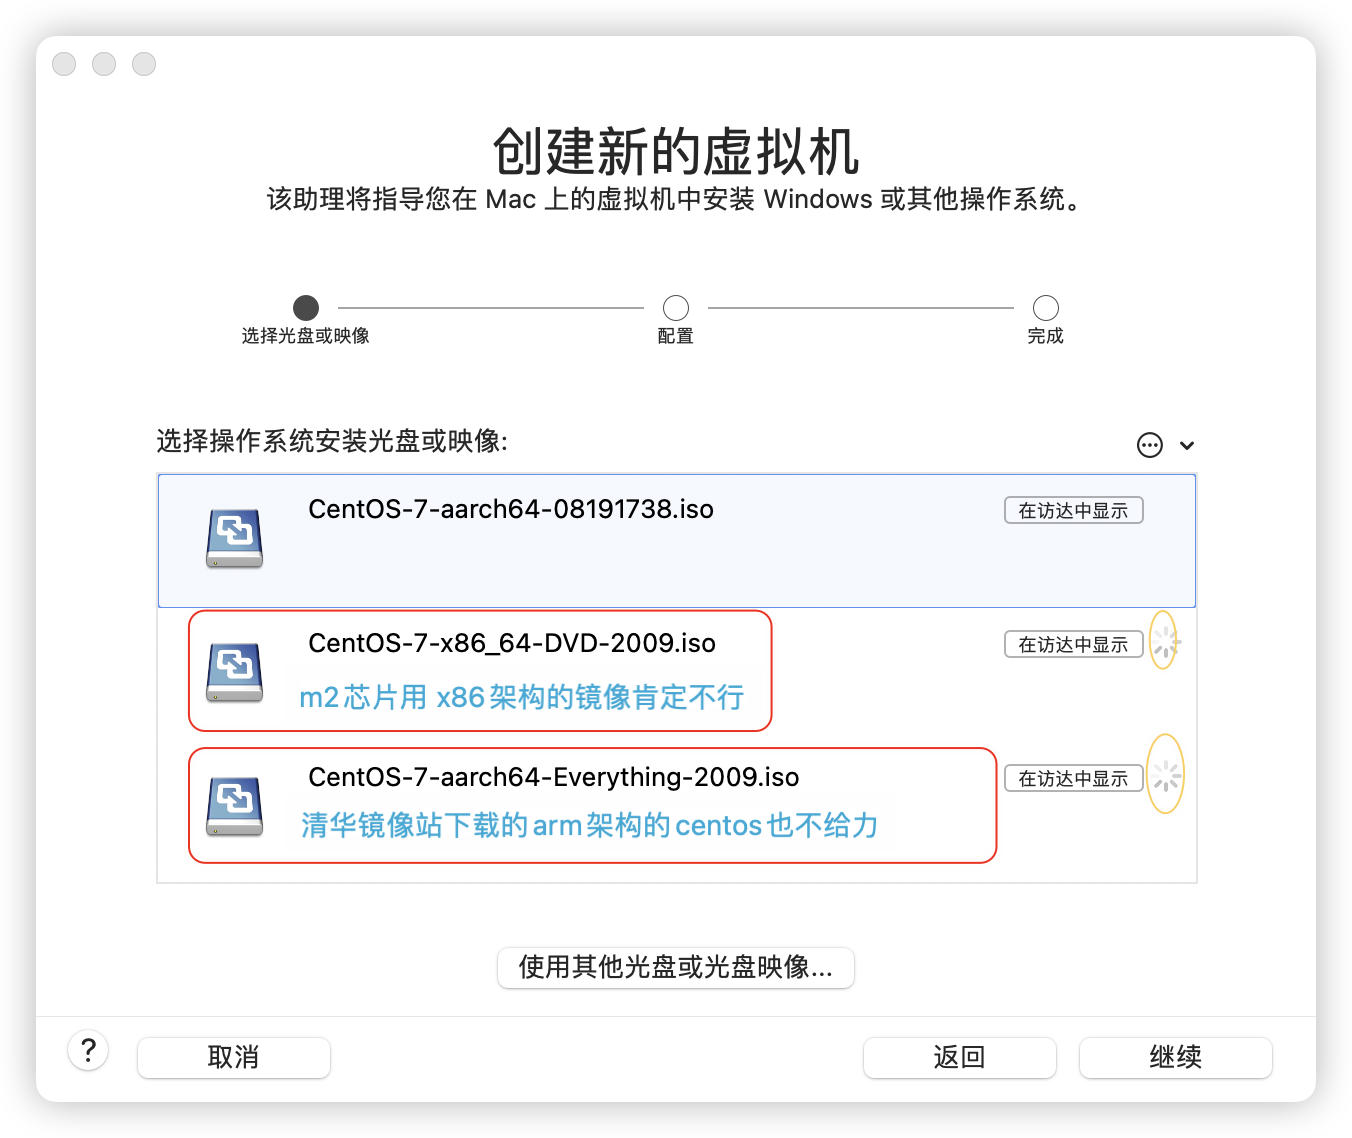 创建新的虚拟机
该助理将指导您在 Mac 上的虚拟机中安装 Windows 或其他操作系统。
选择光盘或映像
配置
完成
选择操作系统安装光盘或映像:
CentOS-7-aarch64-08191738.iso
在访达中显示
CentOS-7-x86_64-DVD-2009.iso
在访达中显示
m2芯片用 x86架构的镜像肯定不行
CentOS-7-aarch64-Everything-2009.iso
在访达中显示
清华镜像站下载的arm架构的centos也不给力
使用其他光盘或光盘映像...
?
取消
返回
继续